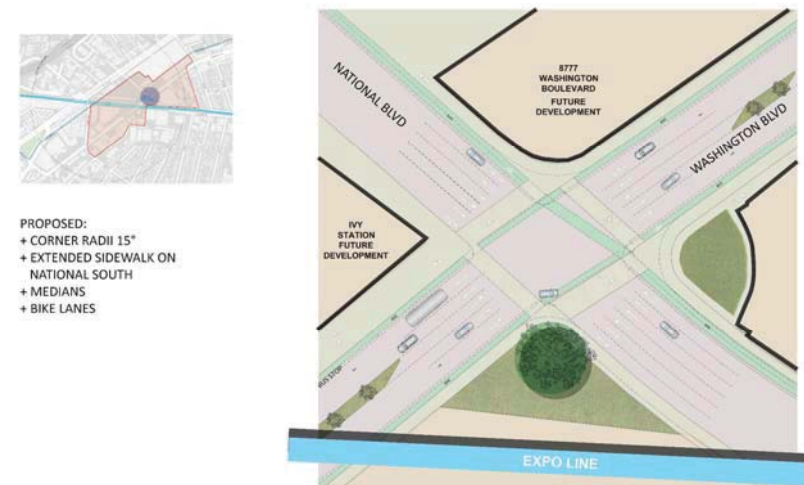 PROPOSED:
+ CORNER RADII 15"
+ EXTENDED SIDEWALK ON
NATIONAL SOUTH
+ MEDIANS
+ BIKE LANES
NATIONAL BLVD
8777
WASHINGTON
BOULEVARD
FUTURE
DEVELOPMENT
WASHINGTON BLVD
IVY
STATION
FUTURE
DEVELOPMENT
BUS STOP
EXPO LINE